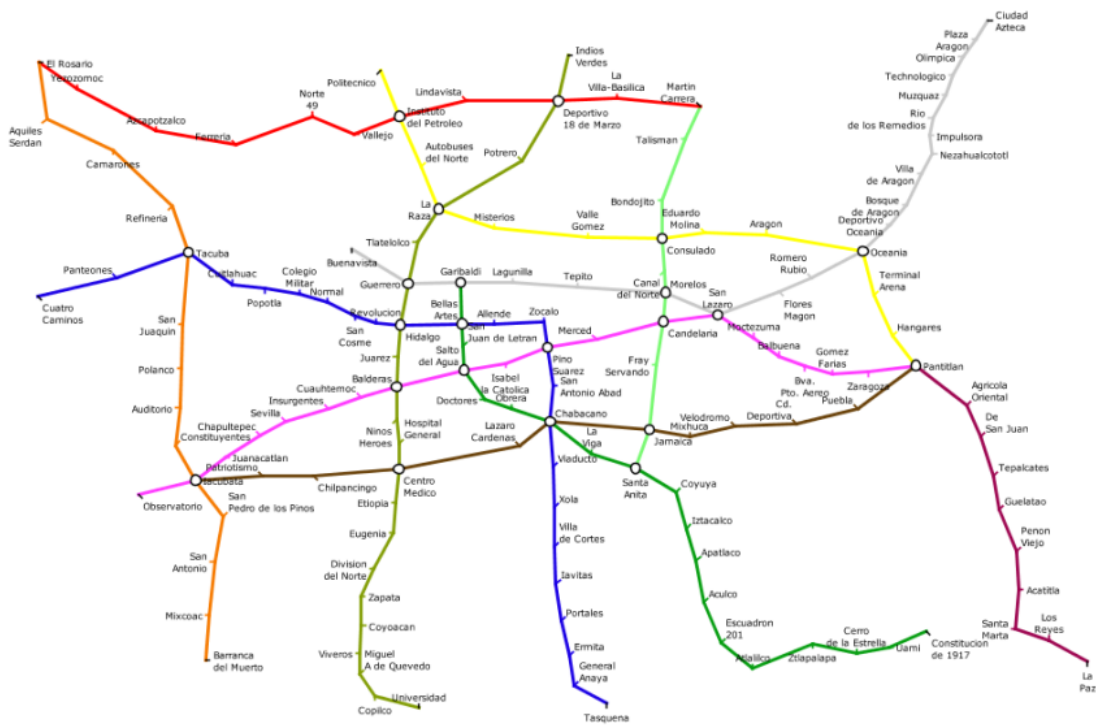 Ciudad
Azteca
Plaza
Aragon
Olimpica
Technologico
Muzquaz
Rio
de los Remedios
Impulsora
Nezahualcototl
Villa
de Aragon
Bosque
de Aragon
Deportivo
Oceania
Oceania
El Rosario
Yerozomoc
Azcapotzalco
Ferreria
Norte
49
Vallejo
Politecnico
Instituto
del Petroleo
Lindavista
Indios
Verdes
Deportivo
18 de Marzo
La
Villa-Basilica
Martin
Carrera
Aquiles
Serdan
Camarones
Refineria
Tacuba
Autobuses
del Norte
Potrero
La
Raza
Misterios
Valle
Gomez
Talisman
Bondojito
Eduardo
Molina
Consulado
Aragon
Romero
Rubio
Terminal
Arena
Hangares
Pantitlan
Panteones
Cuatro
Caminos
Cuitlahuac
Popotla
Colegio
Militar
Normal
San
Cosme
Revolucion
Hidalgo
Tlatelolco
Buenavista
Guerrero
Garibaldi
Lagunilla
Tepito
Canal
del Norte
Morelos
San
Lazaro
Flores
Magon
Bellas
Artes
Allende
Zocalo
San
Juan de Letran
Salto
del Agua
Merced
Candelaria
Moctezuma
Balbuena
Bva.
Pto. Aereo
Gomez
Farias
Zaragoza
San
Juaquin
Polanco
Auditorio
Constituyentes
Chapultepec
Sevilla
Insurgentes
Cuauhtemoc
Balderas
Juarez
Isabel
la Catolica
Pino
Suarez
San
Antonio Abad
Fray
Servando
Doctores
Obrera
Chabacano
Ninos
Heroes
Hospital
General
Lazaro
Cardenas
La
Viga
Jamaica
Mixhuca
Velodromo
Cd.
Deportiva
Puebla
Agricola
Oriental
De
San Juan
Tepalcates
Guelatao
Penon
Viejo
Acatitla
Santa
Marta
Los
Reyes
La
Paz
Juanacatlan
Observatorio
Tacubata
Patriotismo
Chilpancingo
Centro
Medico
San
Pedro de los Pinos
San
Antonio
Mixcoac
Barranca
del Muerto
Etiopia
Eugenia
Division
del Norte
Zapata
Coyoacan
Viveros
Miguel
A de Quevedo
Copilco
Universidad
Viaducto
Xola
Villa
de Cortes
Iavitas
Portales
Ermita
General
Anaya
Tasquena
Santa
Anita
Coyuya
Iztacalco
Apatlaco
Aculco
Escuadron
201
Atlalilco
Ztlapalapa
Cerro
de la Estrella
Uami
Constitucion
de 1917